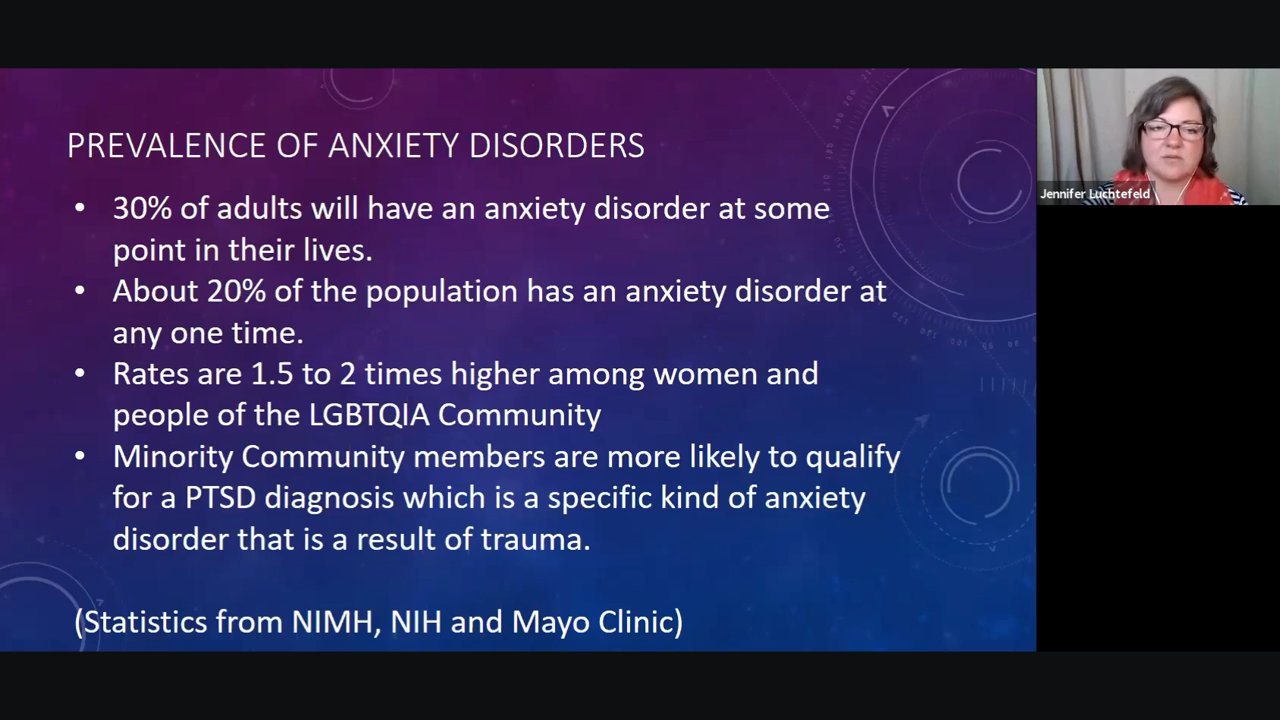 PREVALENCE OF ANXIETY DISORDERS
• 30% of adults will have an anxiety disorder at some
point in their lives.
• About 20% of the population has an anxiety disorder at
any one time.
• Rates are 1.5 to 2 times higher among women and
people of the LGBTQIA Community
• Minority Community members are more likely to qualify
for a PTSD diagnosis which is a specific kind of anxiety
disorder that is a result of trauma.
(Statistics from NIMH, NIH and Mayo Clinic)
Jennifer Luchtefeld